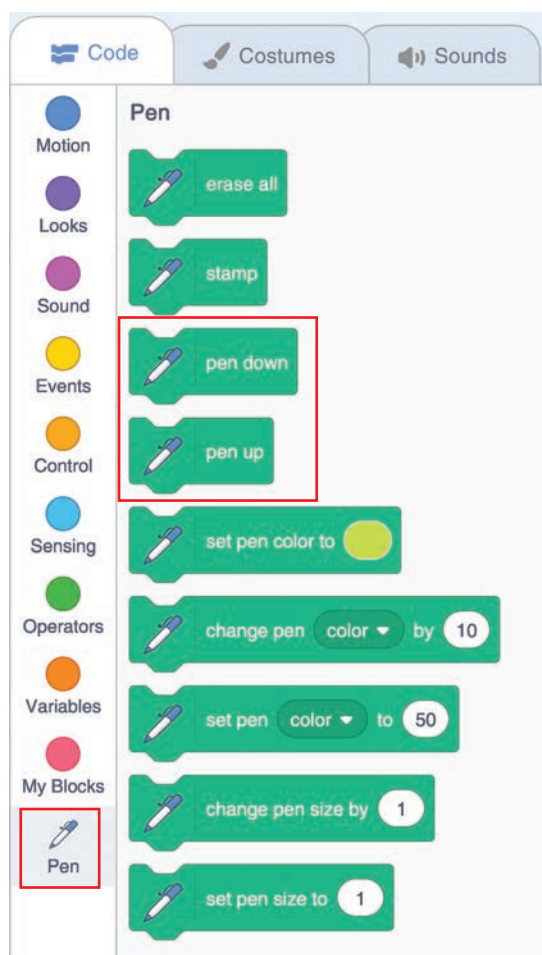 Code
Costumes
Sounds
Motion
Looks
Sound
Events
Control
Sensing
Operators
Variables
My Blocks
Pen
Pen
erase all
stamp
pen down
pen up
set pen color to
change pen color by 10
set pen color to 50
change pen size by 1
set pen size to 1